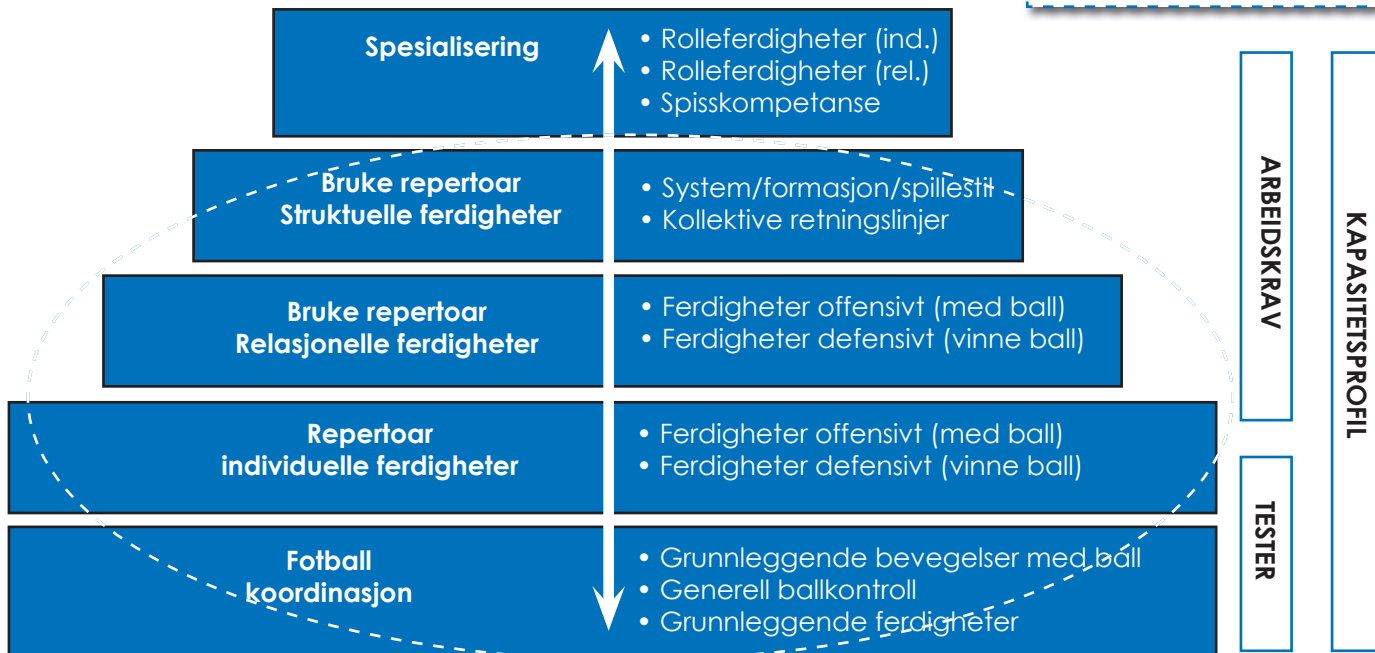 Spesialisering
• Rolleferdigheter (ind.)
• Rolleferdigheter (rel.)
• Spisskompetanse
Bruke repertoar
Struktuelle ferdigheter
• System/formasjon/spillestil
• Kollektive retningslinjer
Bruke repertoar
Relasjonelle ferdigheter
• Ferdigheter offensivt (med ball)
• Ferdigheter defensivt (vinne ball)
Repertoar
individuelle ferdigheter
• Ferdigheter offensivt (med ball)
• Ferdigheter defensivt (vinne ball)
Fotball
koordinasjon
• Grunnleggende bevegelser med ball
• Generell ballkontroll
• Grunnleggende ferdigheter
ARBEIDSKRAV
TESTER
KAPASITETSPROFIL